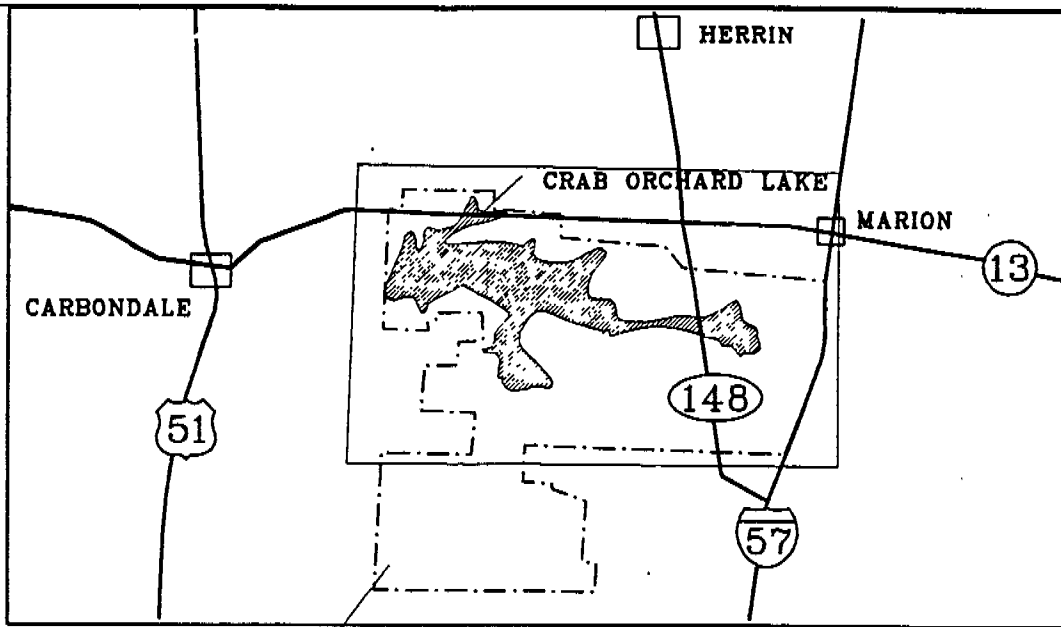 HERRIN
CRAB ORCHARD LAKE
MARION
13
CARBONDALE
148
51
57